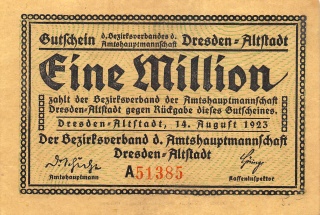 Gutschein d. Bezirksverbandes d. Amtshauptmannschaft Dresden=Altstadt
Eine Million
zahlt der Bezirksverband der Amtshauptmannschaft
Dresden=Altstadt gegen Rückgabe dieses Gutscheines.
Dresden=Altstadt, 14. August 1923
Der Bezirksverband d. Amtshauptmannschaft
Dresden=Altstadt
Amtshauptmann
Kasseninspektor
A51385